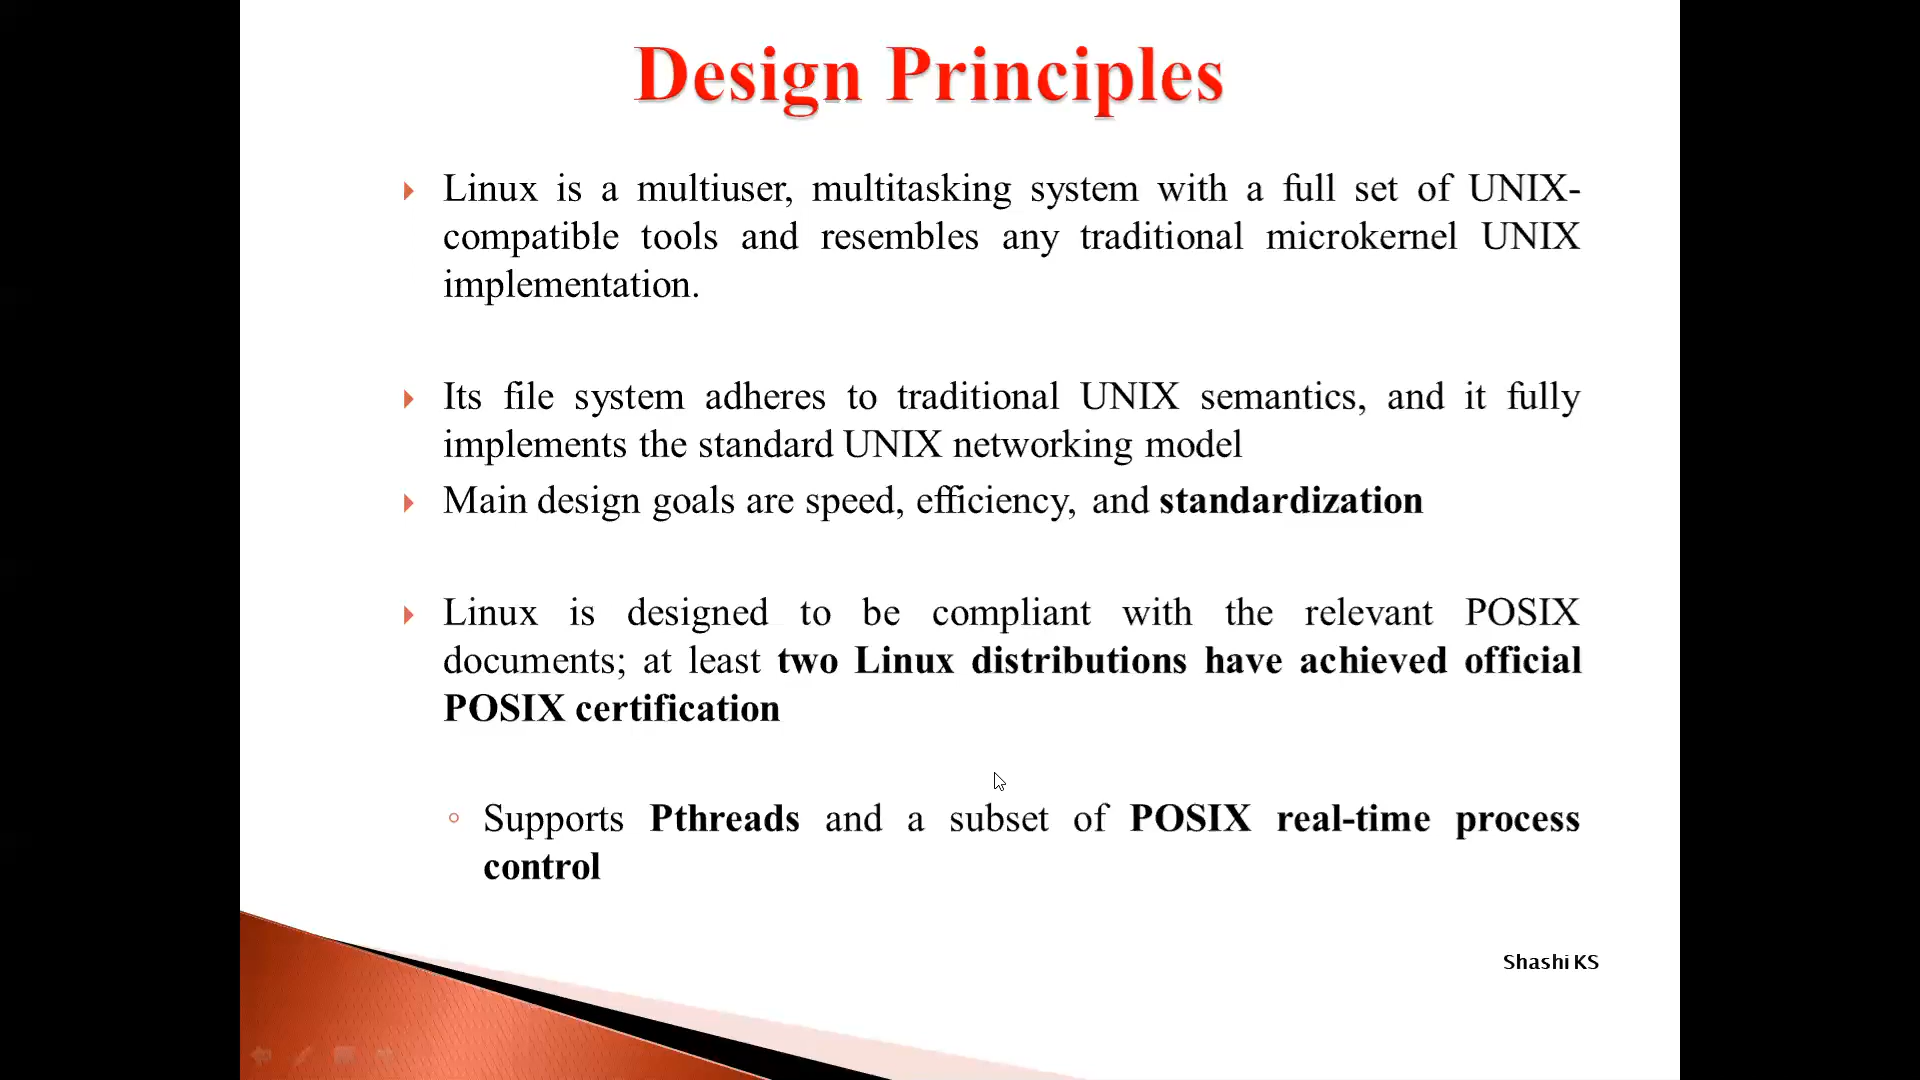 Design Principles
Linux is a multiuser, multitasking system with a full set of UNIX-
compatible tools and resembles any traditional microkernel UNIX
implementation.
Its file system adheres to traditional UNIX semantics, and it fully
implements the standard UNIX networking model
Main design goals are speed, efficiency, and standardization
Linux is designed to be compliant with the relevant POSIX
documents; at least two Linux distributions have achieved official
POSIX certification
Supports Pthreads and a subset of POSIX real-time process
control
Shashi KS